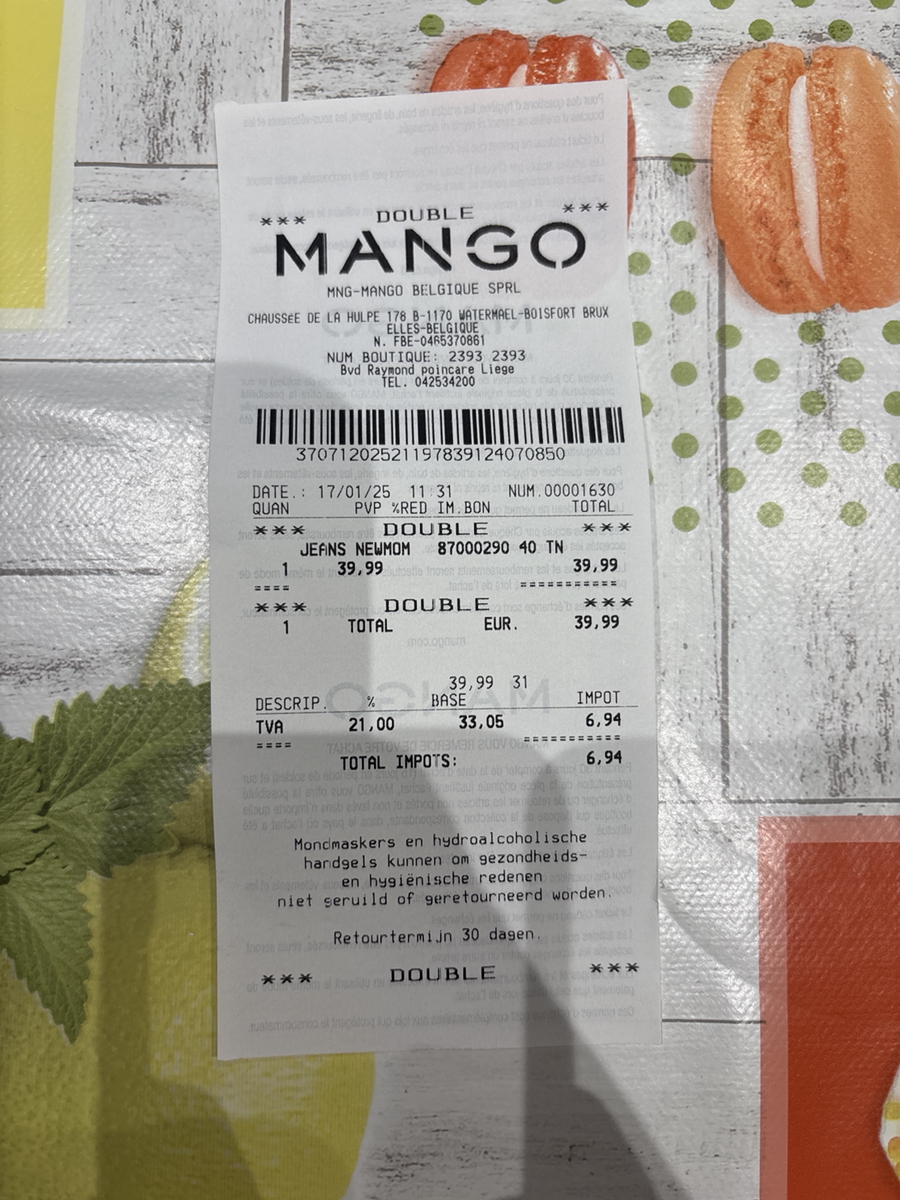 *** DOUBLE ***
MANGO
MNG-MANGO BELGIQUE SPRL
CHAUSSéE DE LA HULPE 178 B-1170 WATERMAEL-BOISFORT BRUX
ELLES-BELGIQUE
N. FBE-0465370861
NUM BOUTIQUE: 2393 2393
Bvd Raymond poincare Liege
TEL. 042534200
37071202521197839124070850
DATE.: 17/01/25 11:31 NUM.00001630
QUAN PVP %RED IM.BON TOTAL
*** DOUBLE ***
JEANS NEWMOM 87000290 40 TN
1 39,99 39,99
==== ===========
*** DOUBLE ***
1 TOTAL EUR. 39,99
39,99 31
DESCRIP. % BASE IMPOT
TVA 21,00 33,05 6,94
==== ===========
TOTAL IMPOTS: 6,94
Mondmaskers en hydroalcoholische
handgels kunnen om gezondheids-
en hygiënische redenen
niet geruild of geretourneerd worden.
Retourtermijn 30 dagen.
*** DOUBLE ***